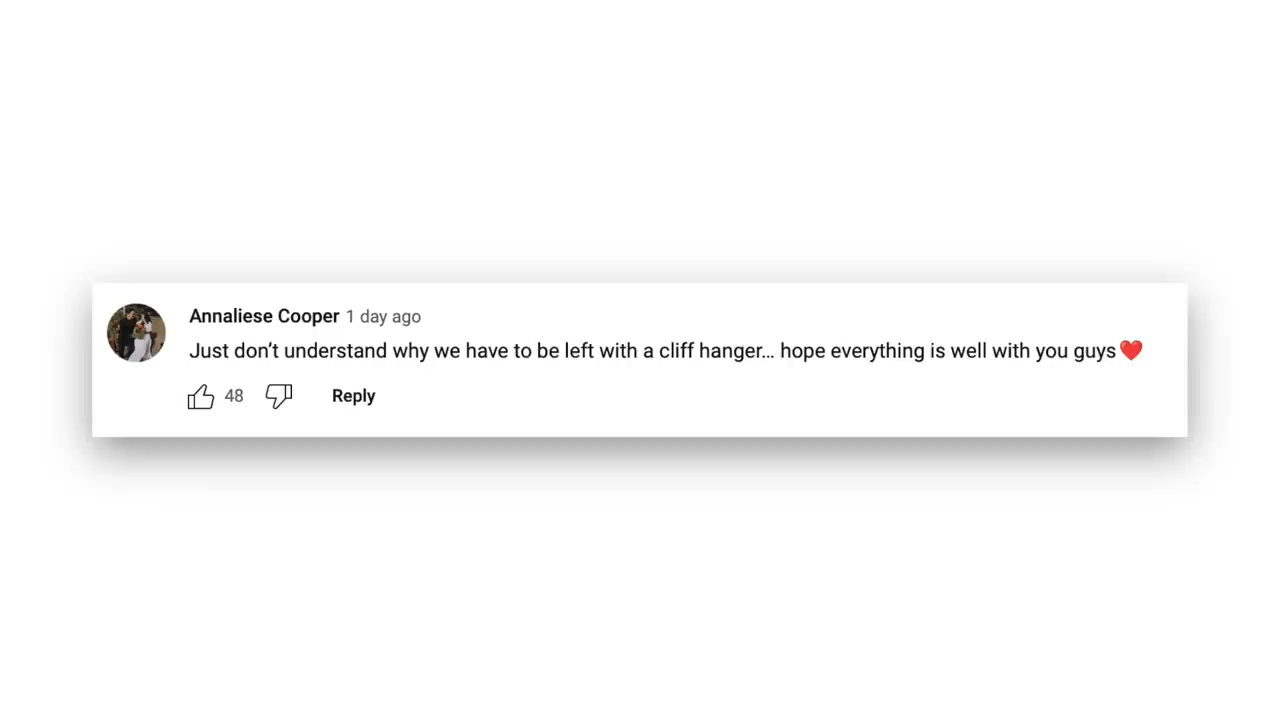 Annaliese Cooper 1 day ago
Just don’t understand why we have to be left with a cliff hanger… hope everything is well with you guys❤️
48 Reply